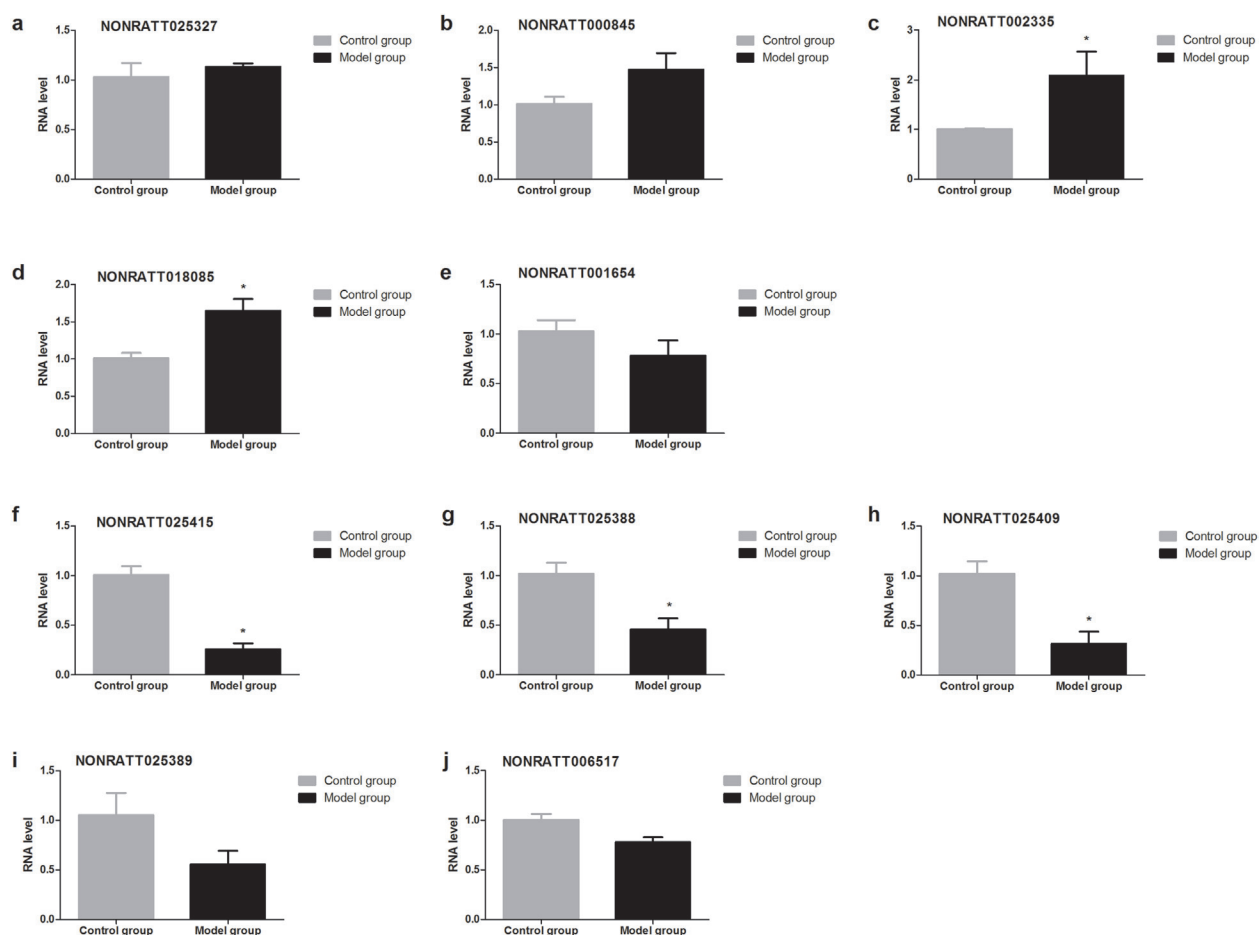 a
NONRATT025327
Control group
Model group
RNA level
1.5
1.0
0.5
0.0
Control group
Model group
b
NONRATT000845
Control group
Model group
RNA level
2.0
1.5
1.0
0.5
0.0
Control group
Model group
c
NONRATT002335
Control group
Model group
RNA level
3
2
1
0
*
Control group
Model group
d
NONRATT018085
Control group
Model group
RNA level
2.0
1.5
1.0
0.5
0.0
*
Control group
Model group
e
NONRATT001654
Control group
Model group
RNA level
1.5
1.0
0.5
0.0
Control group
Model group
f
NONRATT025415
Control group
Model group
RNA level
1.5
1.0
0.5
0.0
*
Control group
Model group
g
NONRATT025388
Control group
Model group
RNA level
1.5
1.0
0.5
0.0
*
Control group
Model group
h
NONRATT025409
Control group
Model group
RNA level
1.5
1.0
0.5
0.0
*
Control group
Model group
i
NONRATT025389
Control group
Model group
RNA level
1.5
1.0
0.5
0.0
Control group
Model group
j
NONRATT006517
Control group
Model group
RNA level
1.5
1.0
0.5
0.0
Control group
Model group